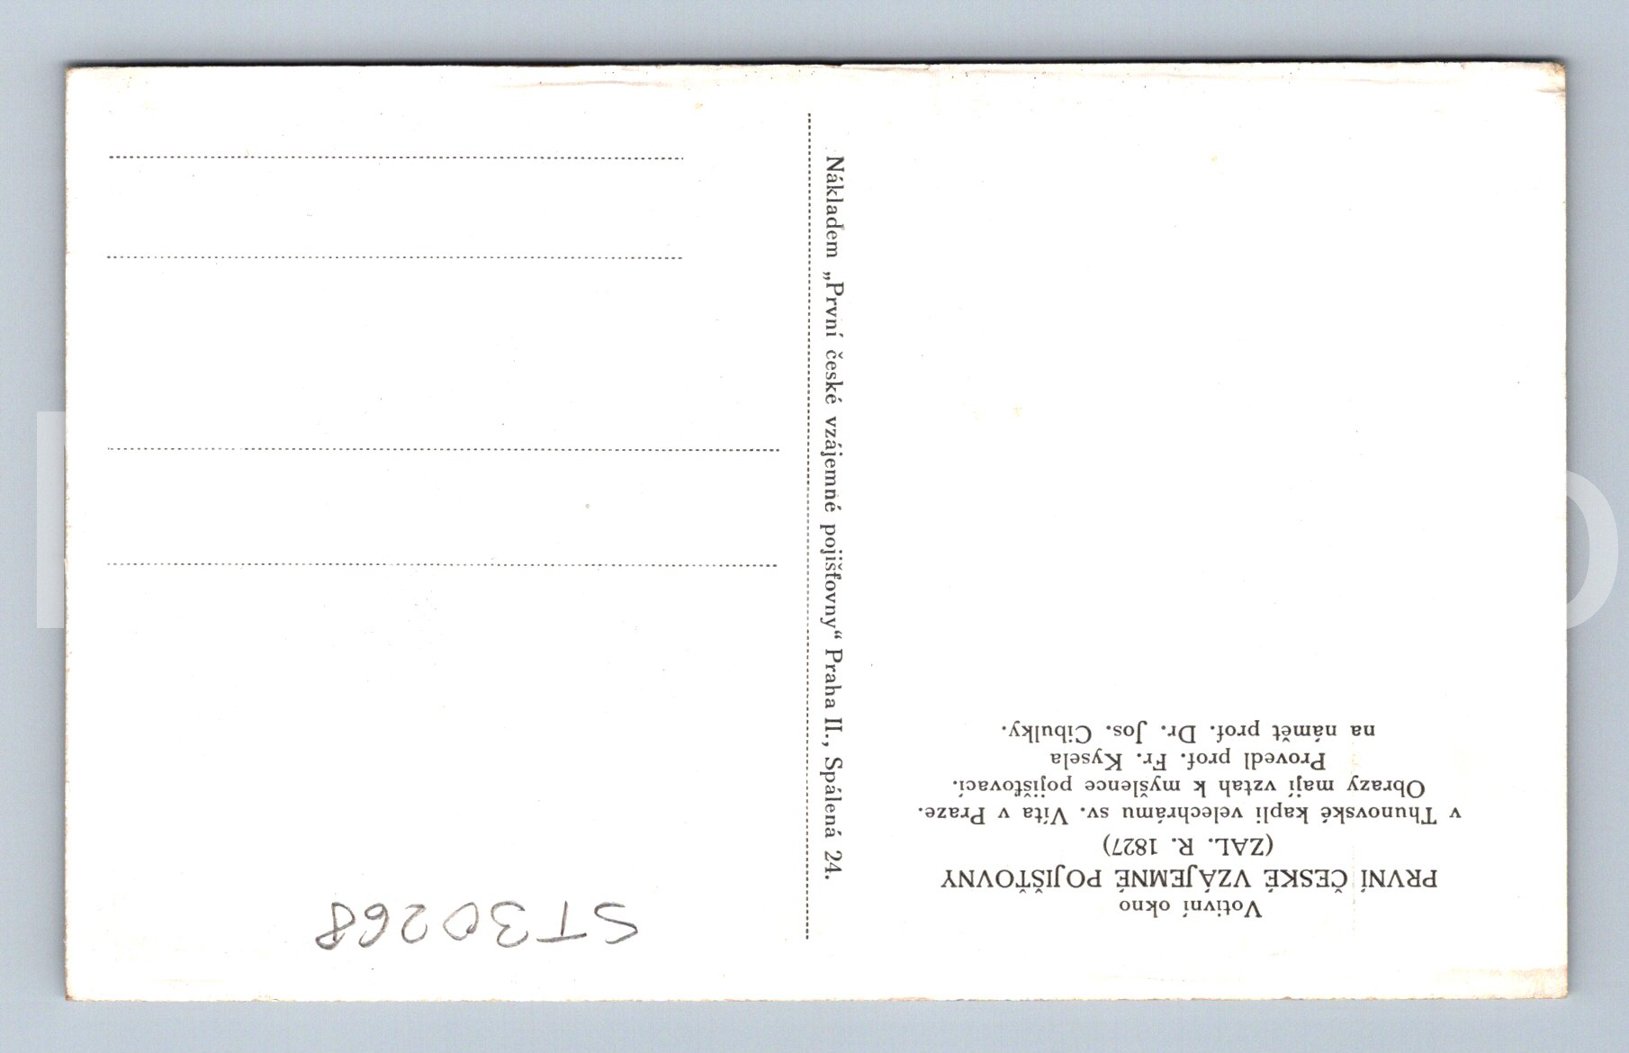 Votivní okno
PRVNÍ ČESKÉ VZÁJEMNÉ POJIŠŤOVNY
(ZAL. R. 1827)
v Thunovské kapli velechrámu sv. Víta v Praze.
Obrazy mají vztah k myšlence pojišťovací.
Provedl prof. Fr. Kysela
na námět prof. Dr. Jos. Cibulky.
Nákladem „První české vzájemné pojišťovny“ Praha II., Spálená 24.
ST30268